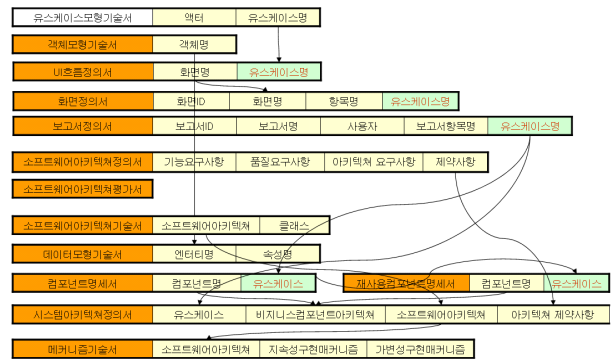 유스케이스모형기술서 액터 유스케이스명
객체모형기술서 객체명
UI흐름정의서 화면명 유스케이스명
화면정의서 화면ID 화면명 항목명 유스케이스명
보고서정의서 보고서ID 보고서명 사용자 보고서항목명 유스케이스명
소프트웨어아키텍쳐정의서 기능요구사항 품질요구사항 아키텍쳐 요구사항 제약사항
소프트웨어아키텍쳐평가서
소프트웨어아키텍쳐기술서 소프트웨어아키텍쳐 클래스
데이터모형기술서 엔터티명 속성명
컴포넌트명세서 컴포넌트명 유스케이스 재사용컴포넌트명세서 컴포넌트명 유스케이스
시스템아키텍쳐정의서 유스케이스 비지니스컴포넌트아키텍쳐 소프트웨어아키텍쳐 아키텍쳐 제약사항
메커니즘기술서 소프트웨어아키텍쳐 지속성구현매커니즘 가변성구현매커니즘